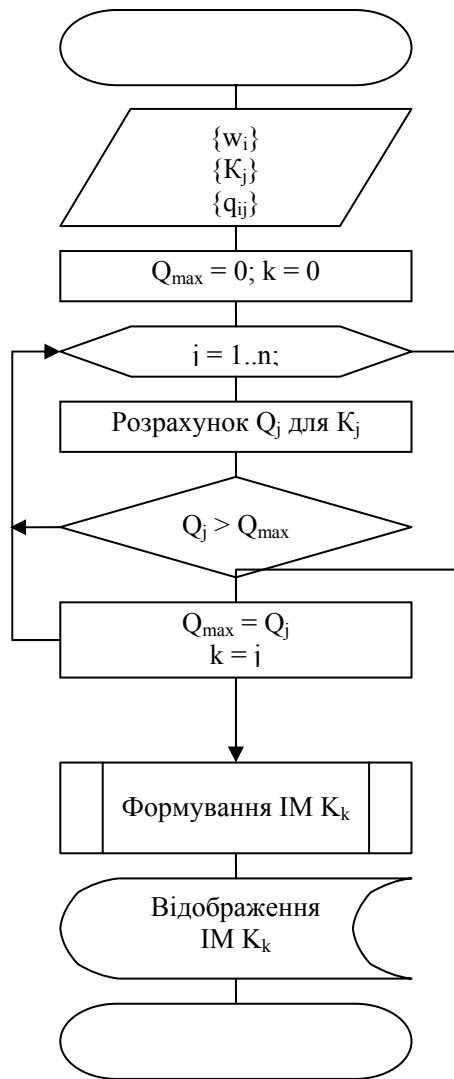 {wᵢ}
{Kⱼ}
{qᵢⱼ}
Qₘₐₓ = 0; k = 0
j = 1..n;
Розрахунок Qⱼ для Kⱼ
Qⱼ > Qₘₐₓ
Qₘₐₓ = Qⱼ
k = j
Формування ІМ Kₖ
Відображення
ІМ Kₖ